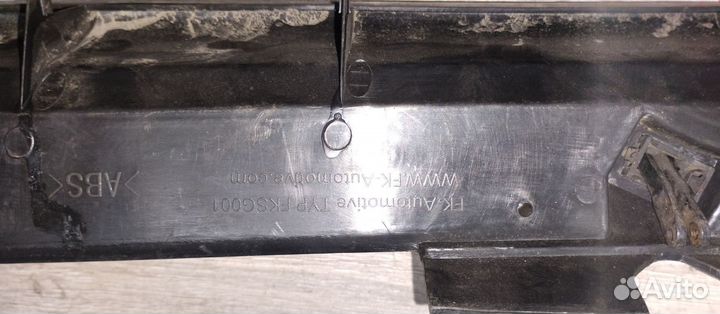 FK-Automotive TYP FKSG001
WWW.FK-Automotive.com
>ABS<
Avito